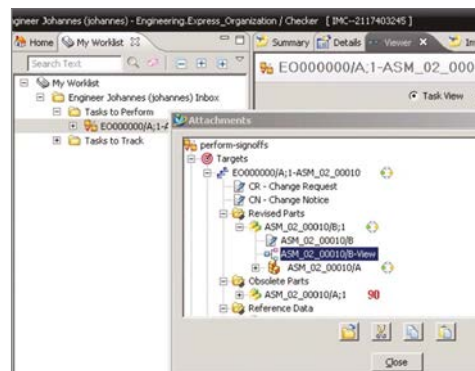 gineer Johannes (johannes) - Engineering.Express_Organization / Checker [ IMC--2117403245 ]
Home My Worklist
Summary Details Viewer
Search Text
EO000000/A;1-ASM_02_000
My Worklist
Engineer Johannes (johannes) Inbox
Task View
Tasks to Perform
EO000000/A;1-A
Tasks to Track
Attachments
perform-signoffs
Targets
EO000000/A;1-ASM_02_00010
CR - Change Request
CN - Change Notice
Revised Parts
ASM_02_00010/B;1
ASM_02_00010/B
ASM_02_00010/B-View
ASM_02_00010/A
Obsolete Parts
ASM_02_00010/A;1 90
Reference Data
Close